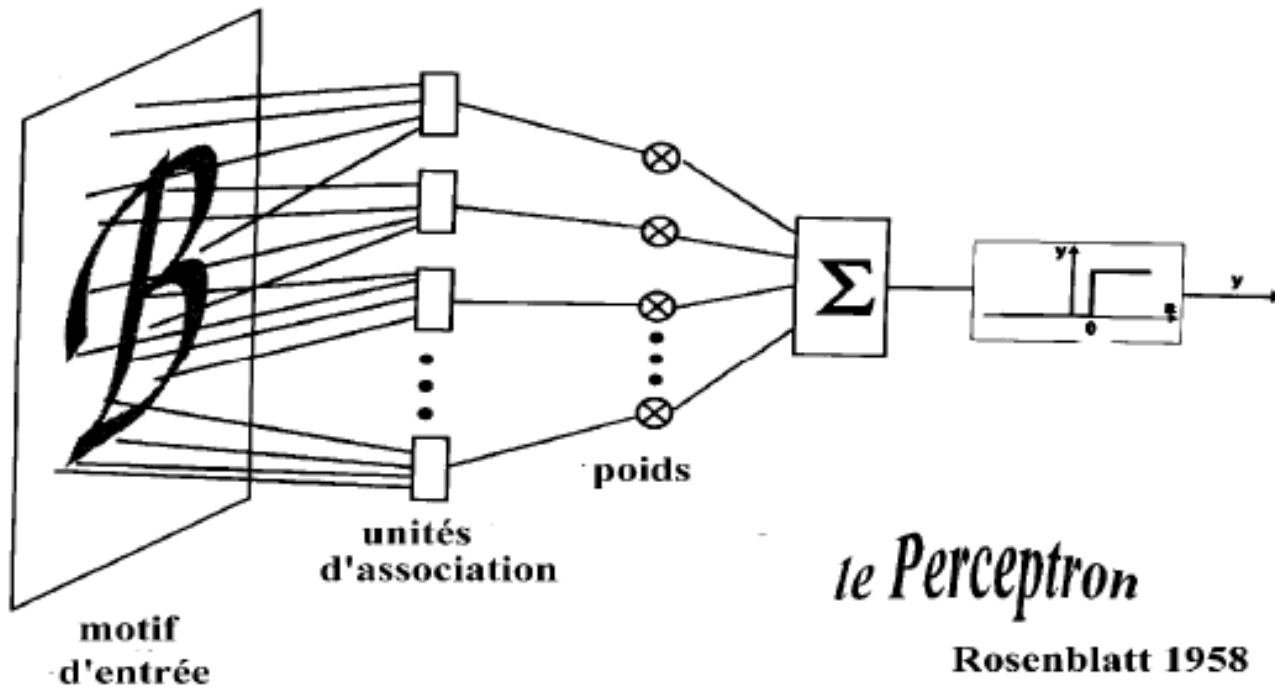 B
y
0
Σ
y
poids
unités
d'association
le Perceptron
motif
d'entrée
Rosenblatt 1958